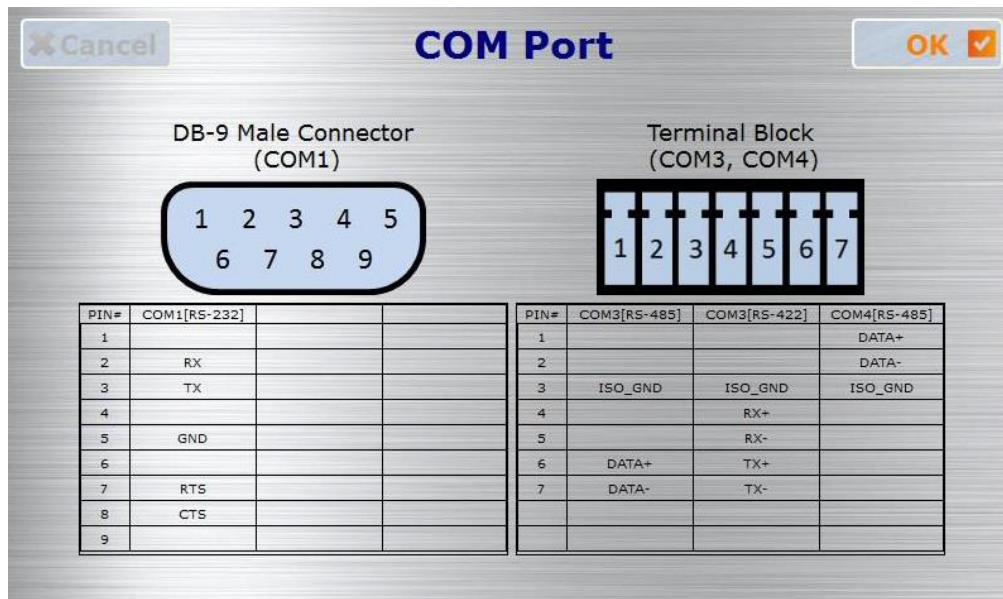 Cancel
COM Port
OK
DB-9 Male Connector
(COM1)
1 2 3 4 5
6 7 8 9
PIN# COM1[RS-232]
1
2 RX
3 TX
4
5 GND
6
7 RTS
8 CTS
9
Terminal Block
(COM3, COM4)
1 2 3 4 5 6 7
PIN# COM3[RS-485] COM3[RS-422] COM4[RS-485]
1 DATA+
2 DATA-
3 ISO_GND ISO_GND ISO_GND
4 RX+
5 RX-
6 DATA+ TX+
7 DATA- TX-